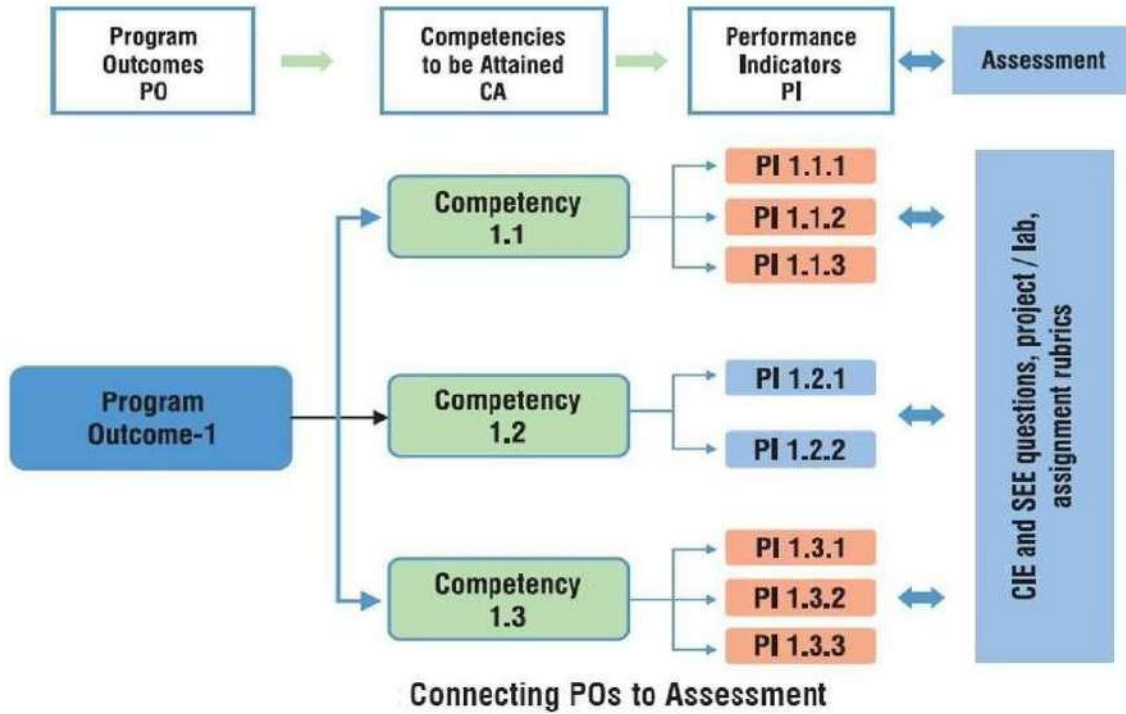 Program
Outcomes
PO
Competencies
to be Attained
CA
Performance
Indicators
PI
Assessment
Program
Outcome-1
Competency
1.1
PI 1.1.1
PI 1.1.2
PI 1.1.3
Competency
1.2
PI 1.2.1
PI 1.2.2
Competency
1.3
PI 1.3.1
PI 1.3.2
PI 1.3.3
CIE and SEE questions, project / lab,
assignment rubrics
Connecting POs to Assessment